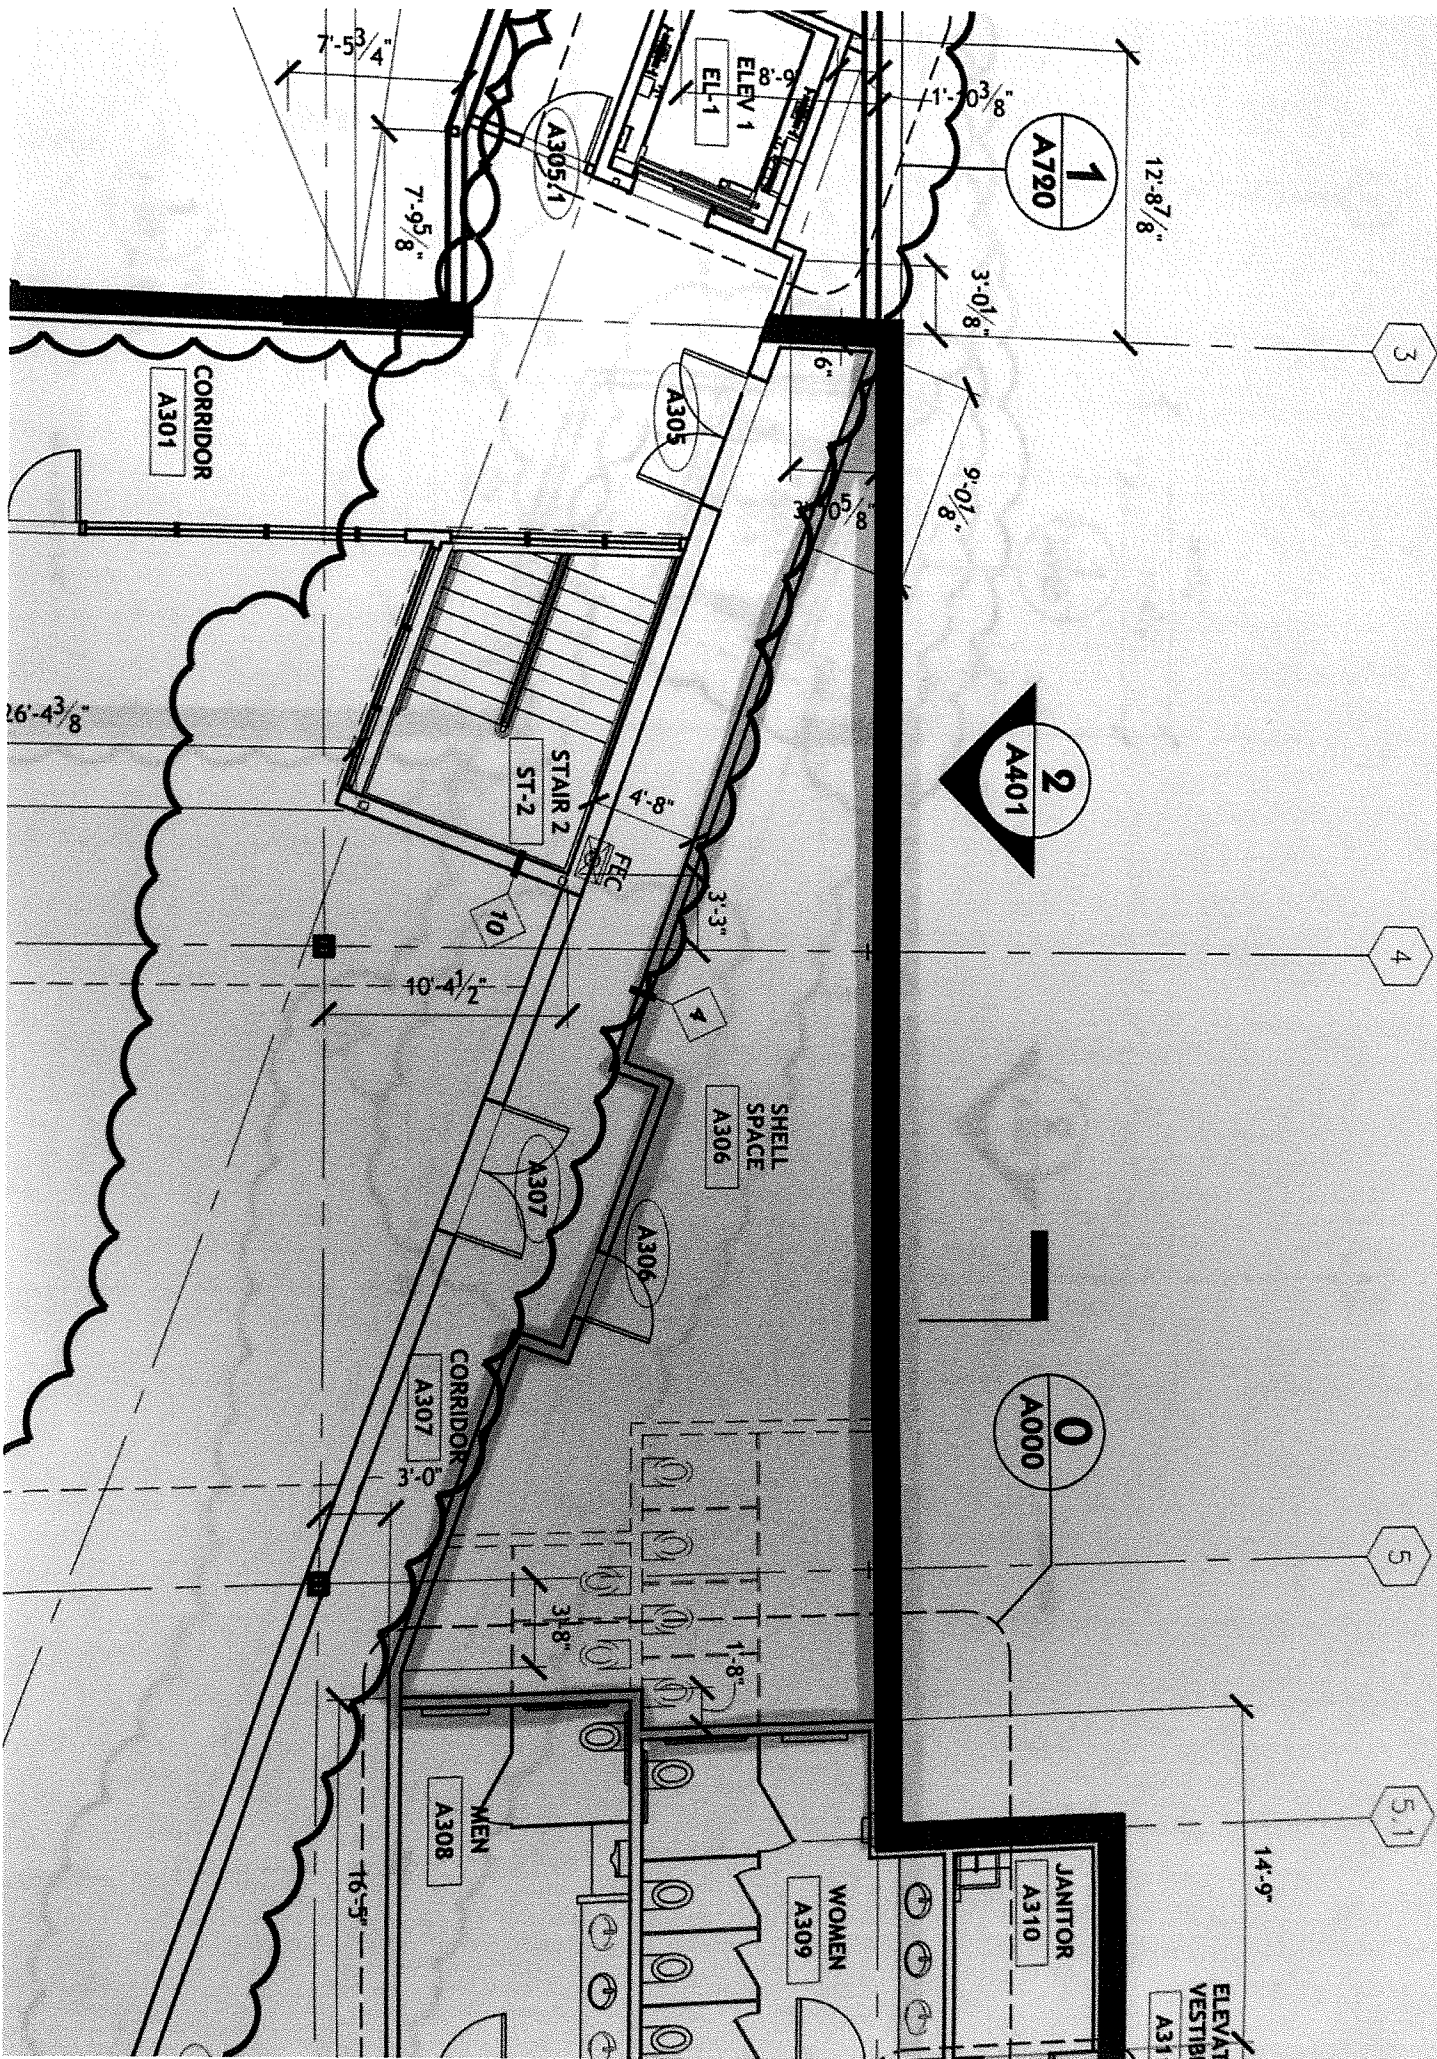 7'-5 3/4"
7'-9 5/8"
A305.1
ELEV 1
EL-1
8'-9
1'-10 3/8"
1
A720
12'-8 7/8"
3'-0 1/8"
3
CORRIDOR
A301
A305
6"
3'-0 5/8"
9'-0 1/8"
26'-4 3/8"
STAIR 2
ST-2
4'-8"
FEC
3'-3"
10
10'-4 1/2"
2
A401
4
SHELL
SPACE
A306
A307
A306
CORRIDOR
A307
3'-0"
0
A000
5
3'-8"
1'-8"
5.1
MEN
A308
16'-5"
WOMEN
A309
JANITOR
A310
14'-9"
ELEVAT
VESTIB
A31